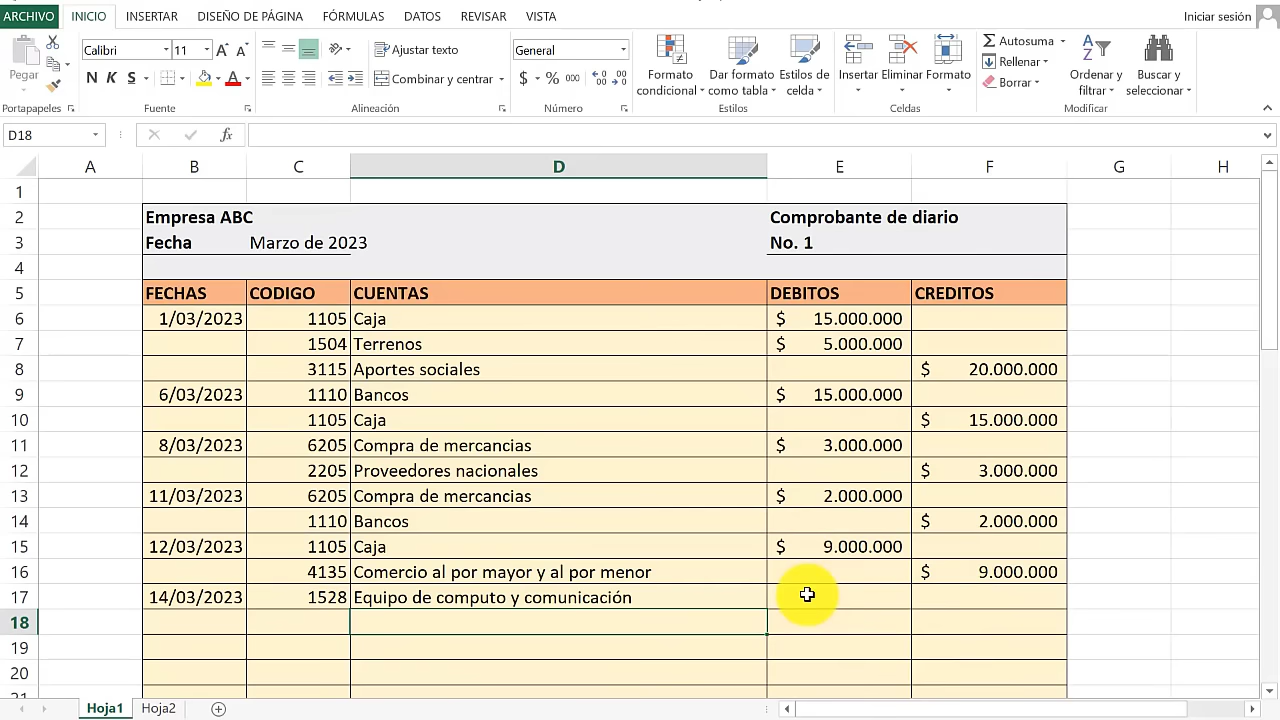 ARCHIVO INICIO INSERTAR DISEÑO DE PÁGINA FÓRMULAS DATOS REVISAR VISTA Iniciar sesión
Calibri 11 A A Ajustar texto General Σ Autosuma
Pegar Formato condicional Dar formato como tabla Estilos de celda Insertar Eliminar Formato Rellenar Ordenar y filtrar Buscar y seleccionar
N K S A Combinar y centrar $ % 000 Borrar
Portapapeles Fuente Alineación Número Estilos Celdas Modificar
D18 fx
A B C D E F G H
1
2 Empresa ABC Comprobante de diario
3 Fecha Marzo de 2023 No. 1
4
5 FECHAS CODIGO CUENTAS DEBITOS CREDITOS
6 1/03/2023 1105 Caja $ 15.000.000
7 1504 Terrenos $ 5.000.000
8 3115 Aportes sociales $ 20.000.000
9 6/03/2023 1110 Bancos $ 15.000.000
10 1105 Caja $ 15.000.000
11 8/03/2023 6205 Compra de mercancias $ 3.000.000
12 2205 Proveedores nacionales $ 3.000.000
13 11/03/2023 6205 Compra de mercancias $ 2.000.000
14 1110 Bancos $ 2.000.000
15 12/03/2023 1105 Caja $ 9.000.000
16 4135 Comercio al por mayor y al por menor $ 9.000.000
17 14/03/2023 1528 Equipo de computo y comunicación
18
19
20
21
Hoja1 Hoja2